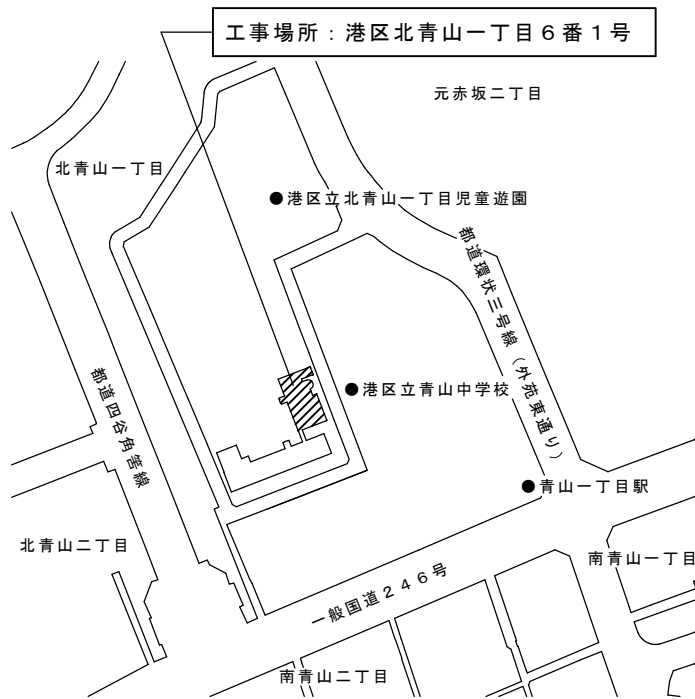 工事場所：港区北青山一丁目６番１号
元赤坂二丁目
北青山一丁目
●港区立北青山一丁目児童遊園
都道環状三号線（外苑東通り）
都道四谷角筈線
●港区立青山中学校
●青山一丁目駅
北青山二丁目
南青山一丁目
一般国道２４６号
南青山二丁目